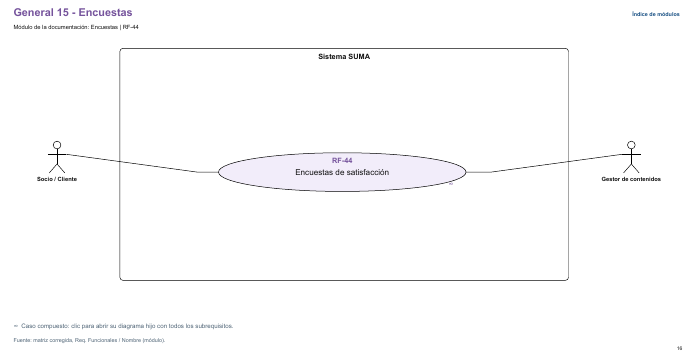 General 15 - Encuestas
Índice de módulos
Módulo de la documentación: Encuestas | RF-44
Sistema SUMA
RF-44
Encuestas de satisfacción
Socio / Cliente
Gestor de contenidos
Caso compuesto: clic para abrir su diagrama hijo con todos los subrequisitos.
Fuente: matriz corregida, Req. Funcionales / Nombre (módulo).
16